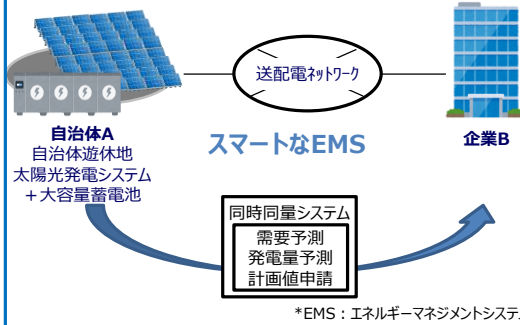 送配電ネットワーク
自治体A
自治体遊休地
太陽光発電システム
+大容量蓄電池
スマートなEMS
企業B
同時同量システム
需要予測
発電量予測
計画値申請
*EMS:エネルギーマネジメントシステ